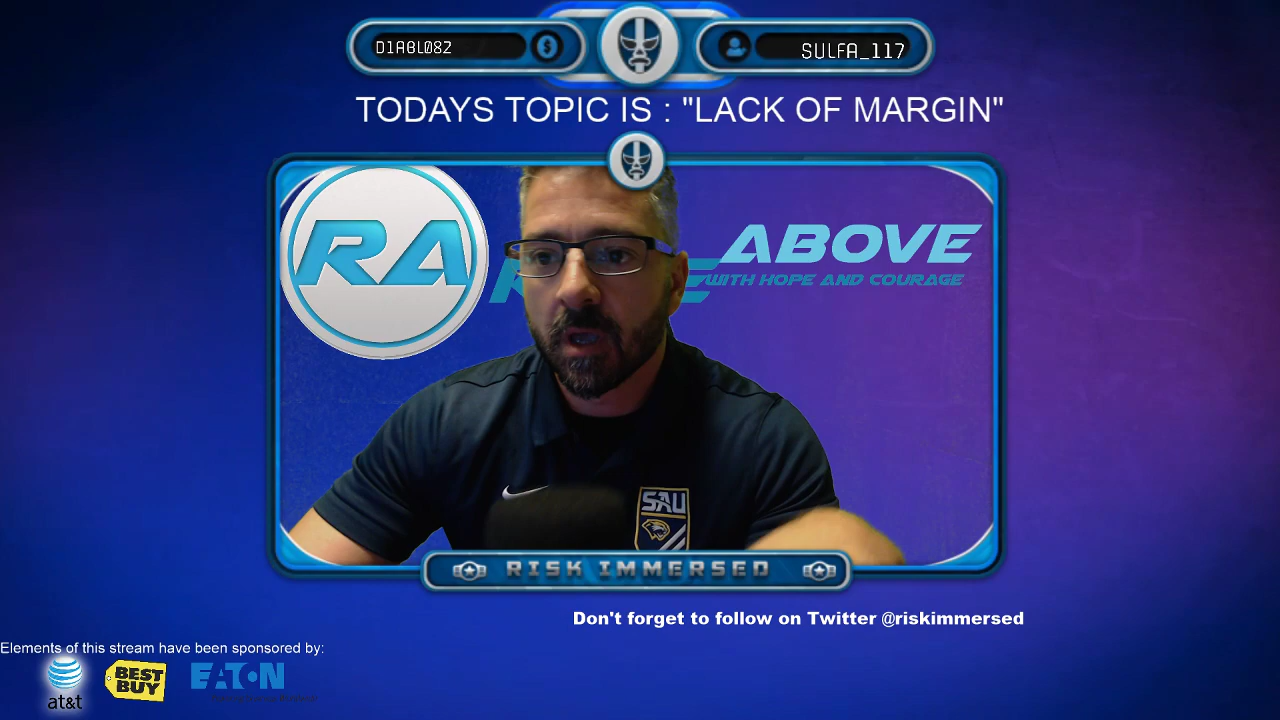 D1ABL082
SULFA_117
TODAYS TOPIC IS : "LACK OF MARGIN"
RA
ABOVE
WITH HOPE AND COURAGE
SAU
RISK IMMERSED
Don't forget to follow on Twitter @riskimmersed
Elements of this stream have been sponsored by:
at&t
BEST
BUY
EATON